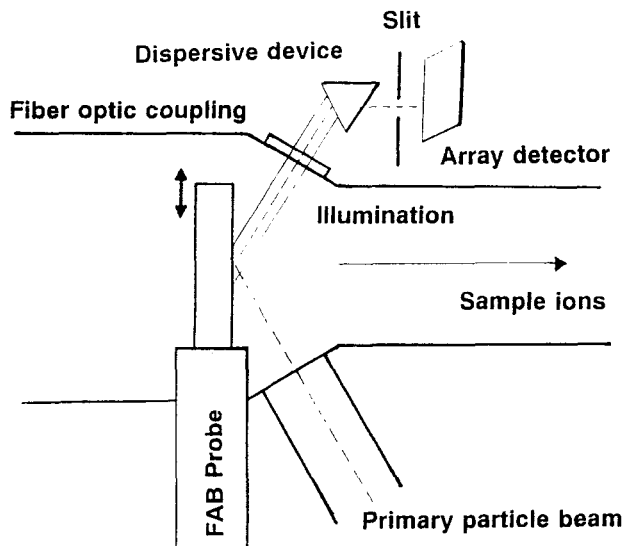 Slit
Dispersive device
Fiber optic coupling
Array detector
Illumination
Sample ions
FAB Probe
Primary particle beam